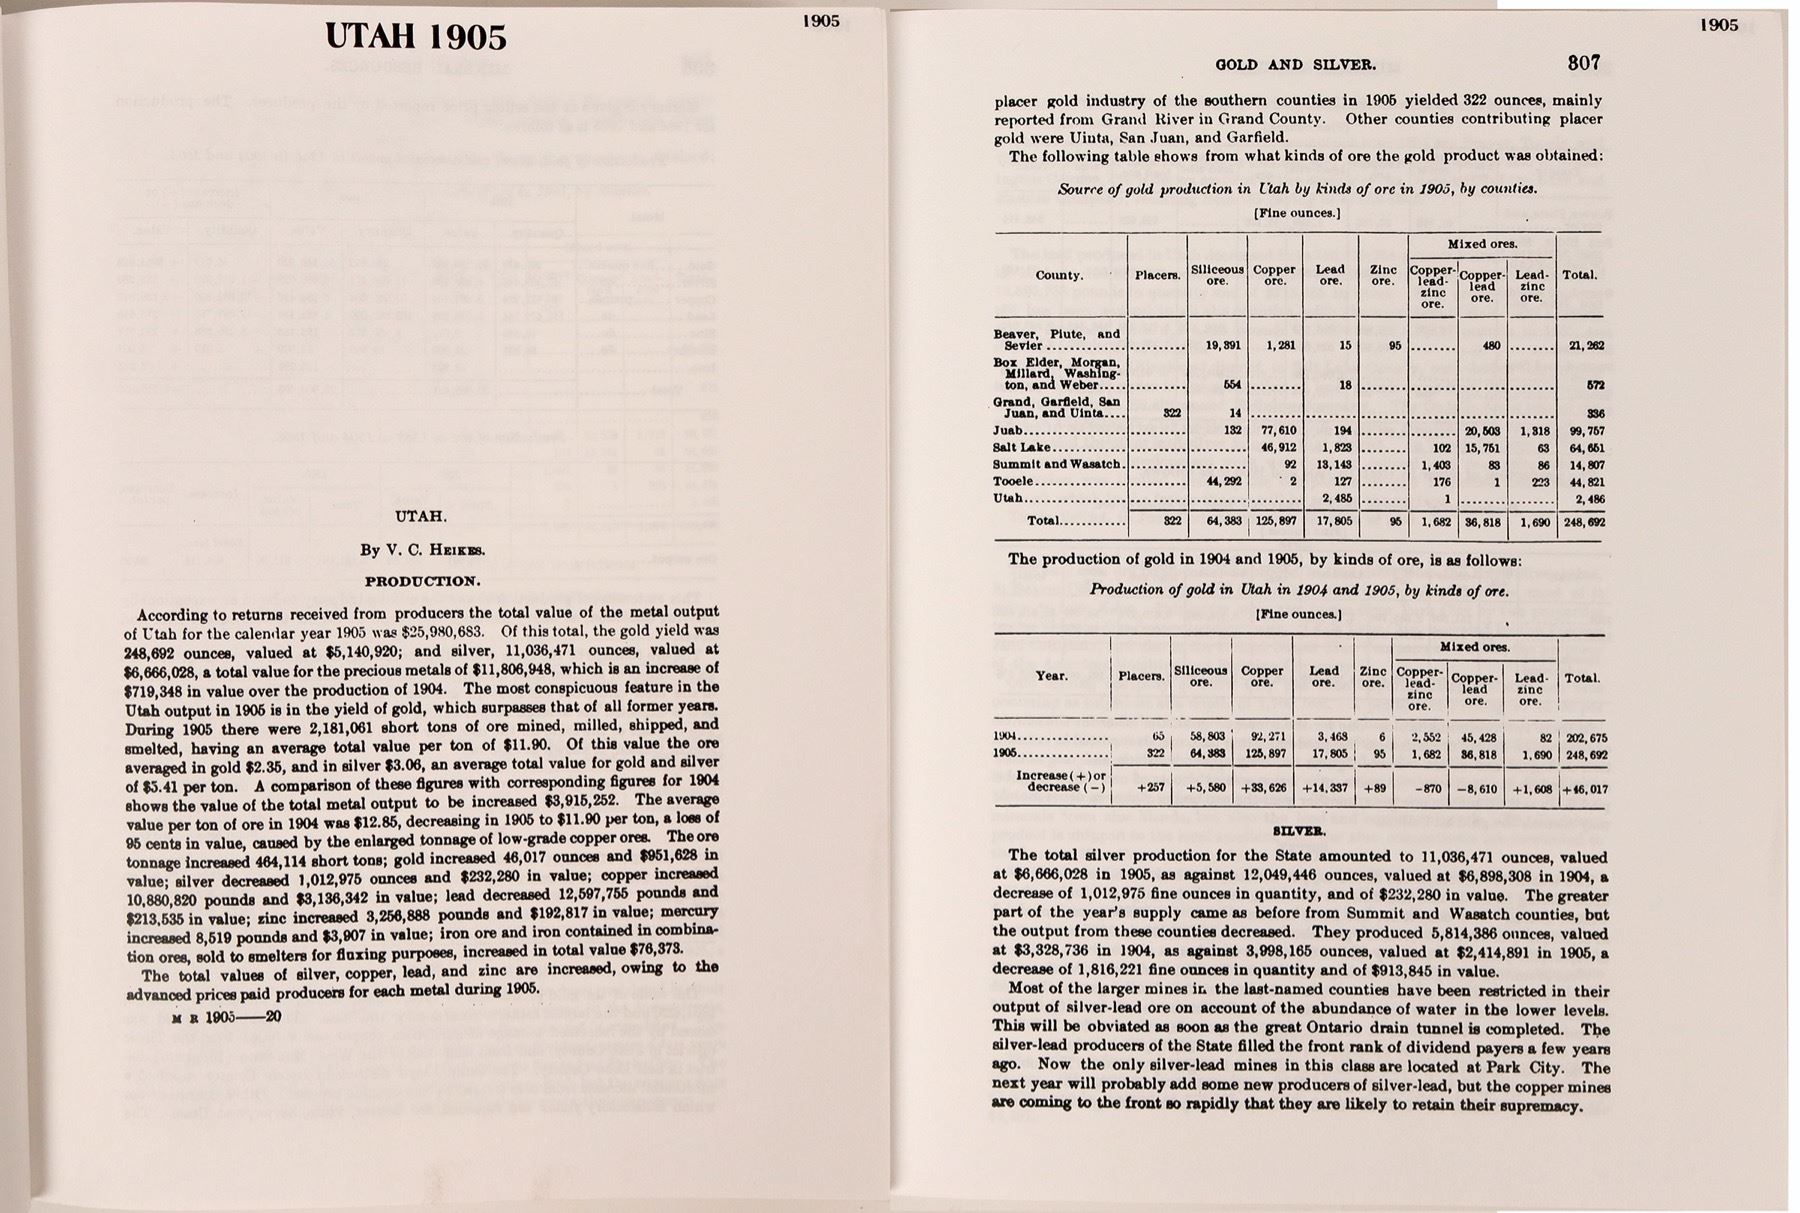 UTAH 1905
1905
UTAH.
By V. C. HEIKES.
PRODUCTION.
According to returns received from producers the total value of the metal output
of Utah for the calendar year 1905 was $25,980,683. Of this total, the gold yield was
248,692 ounces, valued at $5,140,920; and silver, 11,036,471 ounces, valued at
$6,666,028, a total value for the precious metals of $11,806,948, which is an increase of
$719,348 in value over the production of 1904. The most conspicuous feature in the
Utah output in 1905 is in the yield of gold, which surpasses that of all former years.
During 1905 there were 2,181,061 short tons of ore mined, milled, shipped, and
smelted, having an average total value per ton of $11.90. Of this value the ore
averaged in gold $2.35, and in silver $3.06, an average total value for gold and silver
of $5.41 per ton. A comparison of these figures with corresponding figures for 1904
shows the value of the total metal output to be increased $3,915,252. The average
value per ton of ore in 1904 was $12.85, decreasing in 1905 to $11.90 per ton, a loss of
95 cents in value, caused by the enlarged tonnage of low-grade copper ores. The ore
tonnage increased 464,114 short tons; gold increased 46,017 ounces and $951,628 in
value; silver decreased 1,012,975 ounces and $232,280 in value; copper increased
10,880,820 pounds and $3,136,342 in value; lead decreased 12,597,755 pounds and
$213,535 in value; zinc increased 3,256,888 pounds and $192,817 in value; mercury
increased 8,519 pounds and $3,907 in value; iron ore and iron contained in combina-
tion ores, sold to smelters for fluxing purposes, increased in total value $76,373.
The total values of silver, copper, lead, and zinc are increased, owing to the
advanced prices paid producers for each metal during 1905.
M R 1905——20
1905
GOLD AND SILVER. 307
placer gold industry of the southern counties in 1905 yielded 322 ounces, mainly
reported from Grand River in Grand County. Other counties contributing placer
gold were Uinta, San Juan, and Garfield.
The following table shows from what kinds of ore the gold product was obtained:
Source of gold production in Utah by kinds of ore in 1905, by counties.
[Fine ounces.]
County. Placers. Siliceous ore. Copper ore. Lead ore. Zinc ore. Mixed ores. Copper-lead-zinc ore. Copper-lead ore. Lead-zinc ore. Total.
Beaver, Piute, and
Sevier ............. .......... 19,391 1,281 15 95 ........ 480 ........ 21,262
Box Elder, Morgan,
Millard, Washing-
ton, and Weber..... .......... 554 ......... 18 ........ ........ ........ ........ 572
Grand, Garfield, San
Juan, and Uinta.... 322 14 ......... ......... ........ ........ ........ ........ 336
Juab.................. .......... 132 77,610 194 ........ ........ 20,503 1,318 99,757
Salt Lake............. .......... .......... 46,912 1,823 ........ 102 15,751 63 64,651
Summit and Wasatch. .......... .......... 92 13,143 ........ 1,403 83 86 14,807
Tooele................ .......... 44,292 2 127 ........ 176 1 223 44,821
Utah.................. .......... .......... ......... 2,485 ........ 1 ........ ........ 2,486
Total............ 322 64,383 125,897 17,805 95 1,682 36,818 1,690 248,692
The production of gold in 1904 and 1905, by kinds of ore, is as follows:
Production of gold in Utah in 1904 and 1905, by kinds of ore.
[Fine ounces.]
Year. Placers. Siliceous ore. Copper ore. Lead ore. Zinc ore. Mixed ores. Copper-lead-zinc ore. Copper-lead ore. Lead-zinc ore. Total.
1904................ 65 58,803 92,271 3,468 6 2,552 45,428 82 202,675
1905................ 322 64,383 125,897 17,805 95 1,682 36,818 1,690 248,692
Increase (+) or
decrease (−) +257 +5,580 +33,626 +14,337 +89 −870 −8,610 +1,608 +46,017
SILVER.
The total silver production for the State amounted to 11,036,471 ounces, valued
at $6,666,028 in 1905, as against 12,049,446 ounces, valued at $6,898,308 in 1904, a
decrease of 1,012,975 fine ounces in quantity, and of $232,280 in value. The greater
part of the year's supply came as before from Summit and Wasatch counties, but
the output from these counties decreased. They produced 5,814,386 ounces, valued
at $3,328,736 in 1904, as against 3,998,165 ounces, valued at $2,414,891 in 1905, a
decrease of 1,816,221 fine ounces in quantity and of $913,845 in value.
Most of the larger mines in the last-named counties have been restricted in their
output of silver-lead ore on account of the abundance of water in the lower levels.
This will be obviated as soon as the great Ontario drain tunnel is completed. The
silver-lead producers of the State filled the front rank of dividend payers a few years
ago. Now the only silver-lead mines in this class are located at Park City. The
next year will probably add some new producers of silver-lead, but the copper mines
are coming to the front so rapidly that they are likely to retain their supremacy.